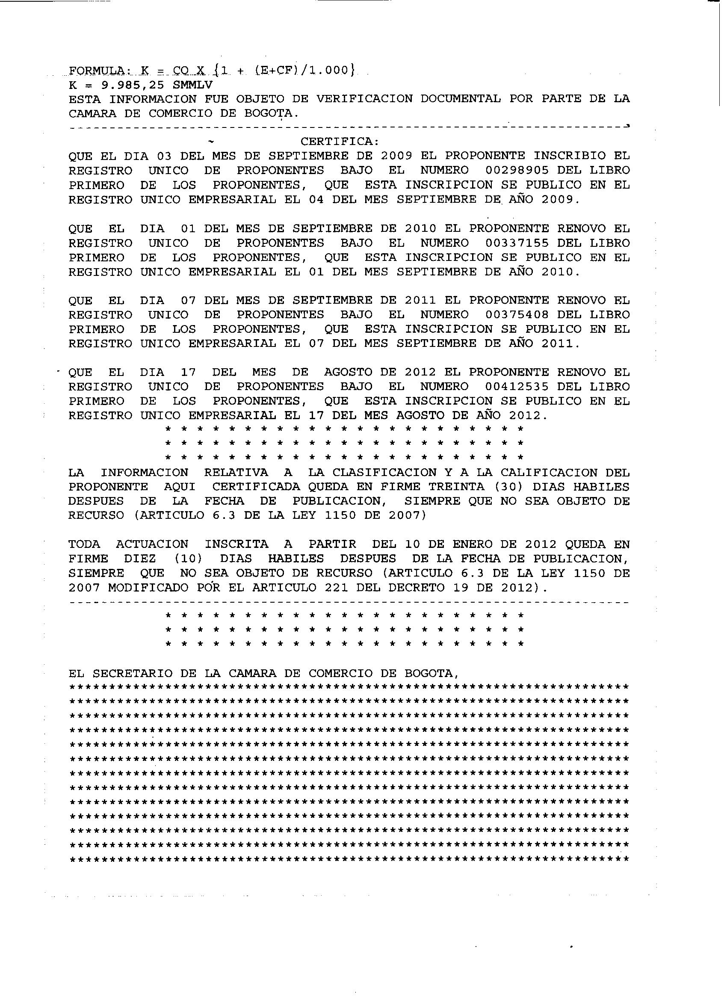 FORMULA: K = CO X {1 + (E+CF)/1.000}
K = 9.985,25 SMMLV
ESTA INFORMACION FUE OBJETO DE VERIFICACION DOCUMENTAL POR PARTE DE LA
CAMARA DE COMERCIO DE BOGOTA.
----------------------------------------------------------------------
CERTIFICA:
QUE EL DIA 03 DEL MES DE SEPTIEMBRE DE 2009 EL PROPONENTE INSCRIBIO EL
REGISTRO UNICO DE PROPONENTES BAJO EL NUMERO 00298905 DEL LIBRO
PRIMERO DE LOS PROPONENTES, QUE ESTA INSCRIPCION SE PUBLICO EN EL
REGISTRO UNICO EMPRESARIAL EL 04 DEL MES SEPTIEMBRE DE AÑO 2009.
QUE EL DIA 01 DEL MES DE SEPTIEMBRE DE 2010 EL PROPONENTE RENOVO EL
REGISTRO UNICO DE PROPONENTES BAJO EL NUMERO 00337155 DEL LIBRO
PRIMERO DE LOS PROPONENTES, QUE ESTA INSCRIPCION SE PUBLICO EN EL
REGISTRO UNICO EMPRESARIAL EL 01 DEL MES SEPTIEMBRE DE AÑO 2010.
QUE EL DIA 07 DEL MES DE SEPTIEMBRE DE 2011 EL PROPONENTE RENOVO EL
REGISTRO UNICO DE PROPONENTES BAJO EL NUMERO 00375408 DEL LIBRO
PRIMERO DE LOS PROPONENTES, QUE ESTA INSCRIPCION SE PUBLICO EN EL
REGISTRO UNICO EMPRESARIAL EL 07 DEL MES SEPTIEMBRE DE AÑO 2011.
QUE EL DIA 17 DEL MES DE AGOSTO DE 2012 EL PROPONENTE RENOVO EL
REGISTRO UNICO DE PROPONENTES BAJO EL NUMERO 00412535 DEL LIBRO
PRIMERO DE LOS PROPONENTES, QUE ESTA INSCRIPCION SE PUBLICO EN EL
REGISTRO UNICO EMPRESARIAL EL 17 DEL MES AGOSTO DE AÑO 2012.
* * * * * * * * * * * * * * * * * * * * * * *
* * * * * * * * * * * * * * * * * * * * * * *
* * * * * * * * * * * * * * * * * * * * * * *
LA INFORMACION RELATIVA A LA CLASIFICACION Y A LA CALIFICACION DEL
PROPONENTE AQUI CERTIFICADA QUEDA EN FIRME TREINTA (30) DIAS HABILES
DESPUES DE LA FECHA DE PUBLICACION, SIEMPRE QUE NO SEA OBJETO DE
RECURSO (ARTICULO 6.3 DE LA LEY 1150 DE 2007)
TODA ACTUACION INSCRITA A PARTIR DEL 10 DE ENERO DE 2012 QUEDA EN
FIRME DIEZ (10) DIAS HABILES DESPUES DE LA FECHA DE PUBLICACION,
SIEMPRE QUE NO SEA OBJETO DE RECURSO (ARTICULO 6.3 DE LA LEY 1150 DE
2007 MODIFICADO POR EL ARTICULO 221 DEL DECRETO 19 DE 2012).
----------------------------------------------------------------------
* * * * * * * * * * * * * * * * * * * * * * *
* * * * * * * * * * * * * * * * * * * * * * *
* * * * * * * * * * * * * * * * * * * * * * *
EL SECRETARIO DE LA CAMARA DE COMERCIO DE BOGOTA,
**********************************************************************
**********************************************************************
**********************************************************************
**********************************************************************
**********************************************************************
**********************************************************************
**********************************************************************
**********************************************************************
**********************************************************************
**********************************************************************
**********************************************************************
**********************************************************************
**********************************************************************